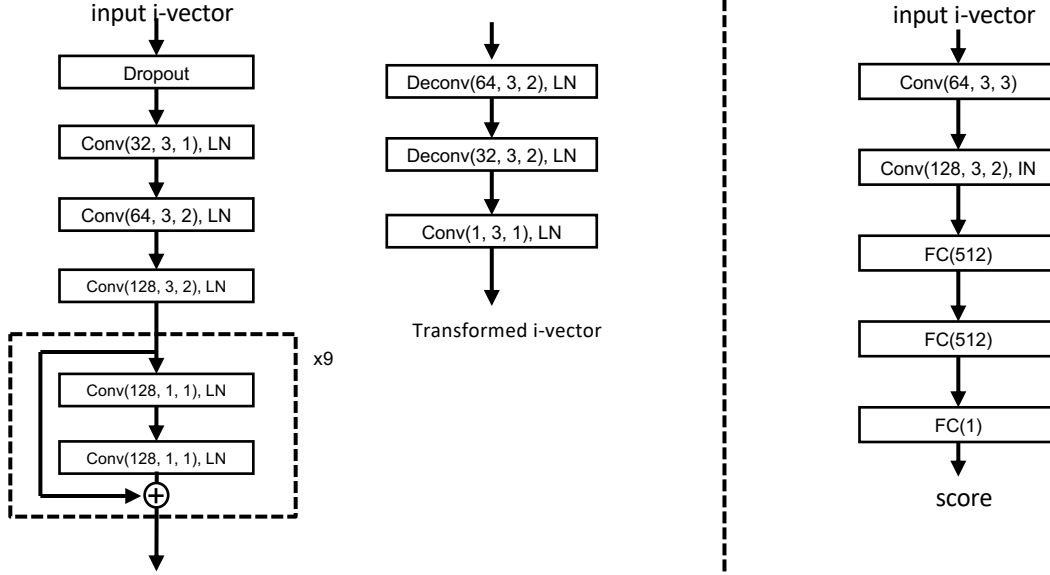 input i-vector
Dropout
Conv(32, 3, 1), LN
Conv(64, 3, 2), LN
Conv(128, 3, 2), LN
x9
Conv(128, 1, 1), LN
Conv(128, 1, 1), LN
+
Deconv(64, 3, 2), LN
Deconv(32, 3, 2), LN
Conv(1, 3, 1), LN
Transformed i-vector
input i-vector
Conv(64, 3, 3)
Conv(128, 3, 2), IN
FC(512)
FC(512)
FC(1)
score